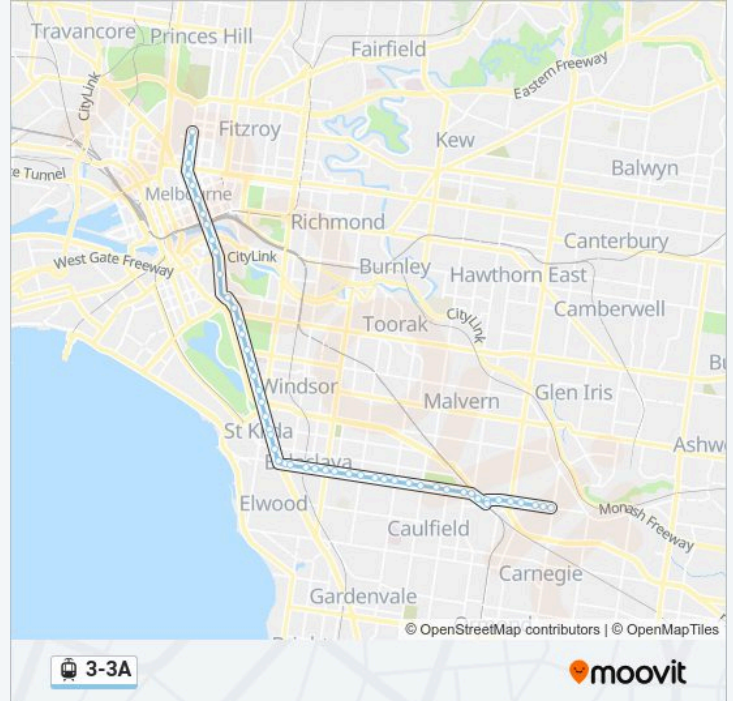 Travancore
Princes Hill
Fairfield
Eastern Freeway
CityLink
Fitzroy
Kew
Balwyn
Tunnel
Melbourne
Richmond
Canterbury
West Gate Freeway
CityLink
Burnley
Hawthorn East
Camberwell
Toorak
CityLink
Windsor
Glen Iris
Malvern
St Kilda
Elwood
Monash Freeway
Caulfield
Carnegie
Gardenvale
© OpenStreetMap contributors | © OpenMapTiles
3-3A
moovit